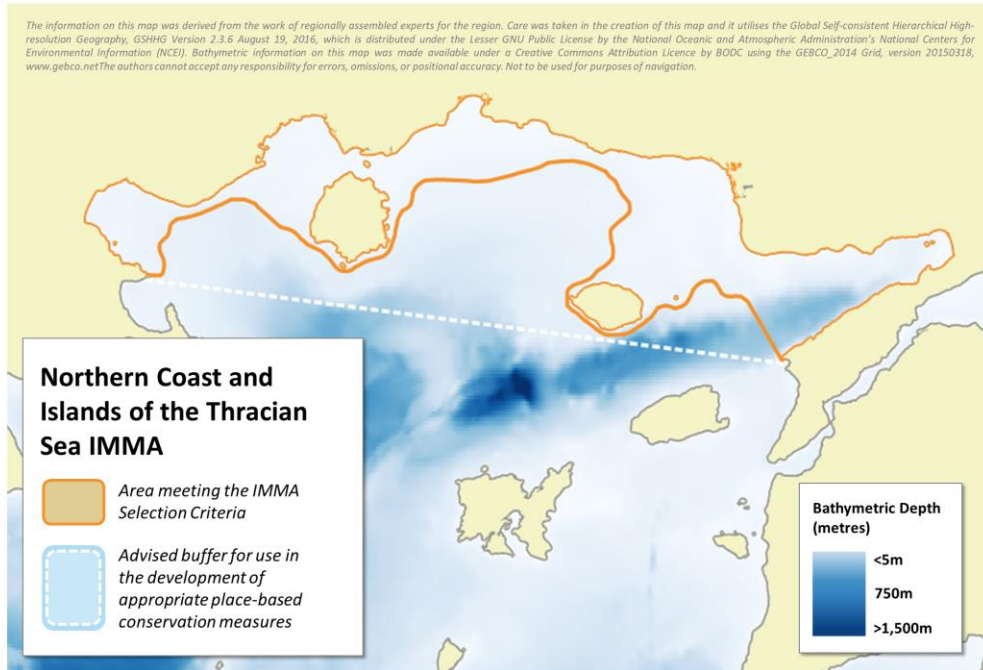 The information on this map was derived from the work of regionally assembled experts for the region. Care was taken in the creation of this map and it utilises the Global Self-consistent Hierarchical High-
resolution Geography, GSHHG Version 2.3.6 August 19, 2016, which is distributed under the Lesser GNU Public License by the National Oceanic and Atmospheric Administration's National Centers for
Environmental Information (NCEI). Bathymetric information on this map was made available under a Creative Commons Attribution Licence by BODC using the GEBCO_2014 Grid, version 20150318,
www.gebco.netThe authors cannot accept any responsibility for errors, omissions, or positional accuracy. Not to be used for purposes of navigation.
Northern Coast and
Islands of the Thracian
Sea IMMA
Area meeting the IMMA
Selection Criteria
Advised buffer for use in
the development of
appropriate place-based
conservation measures
Bathymetric Depth
(metres)
<5m
750m
>1,500m